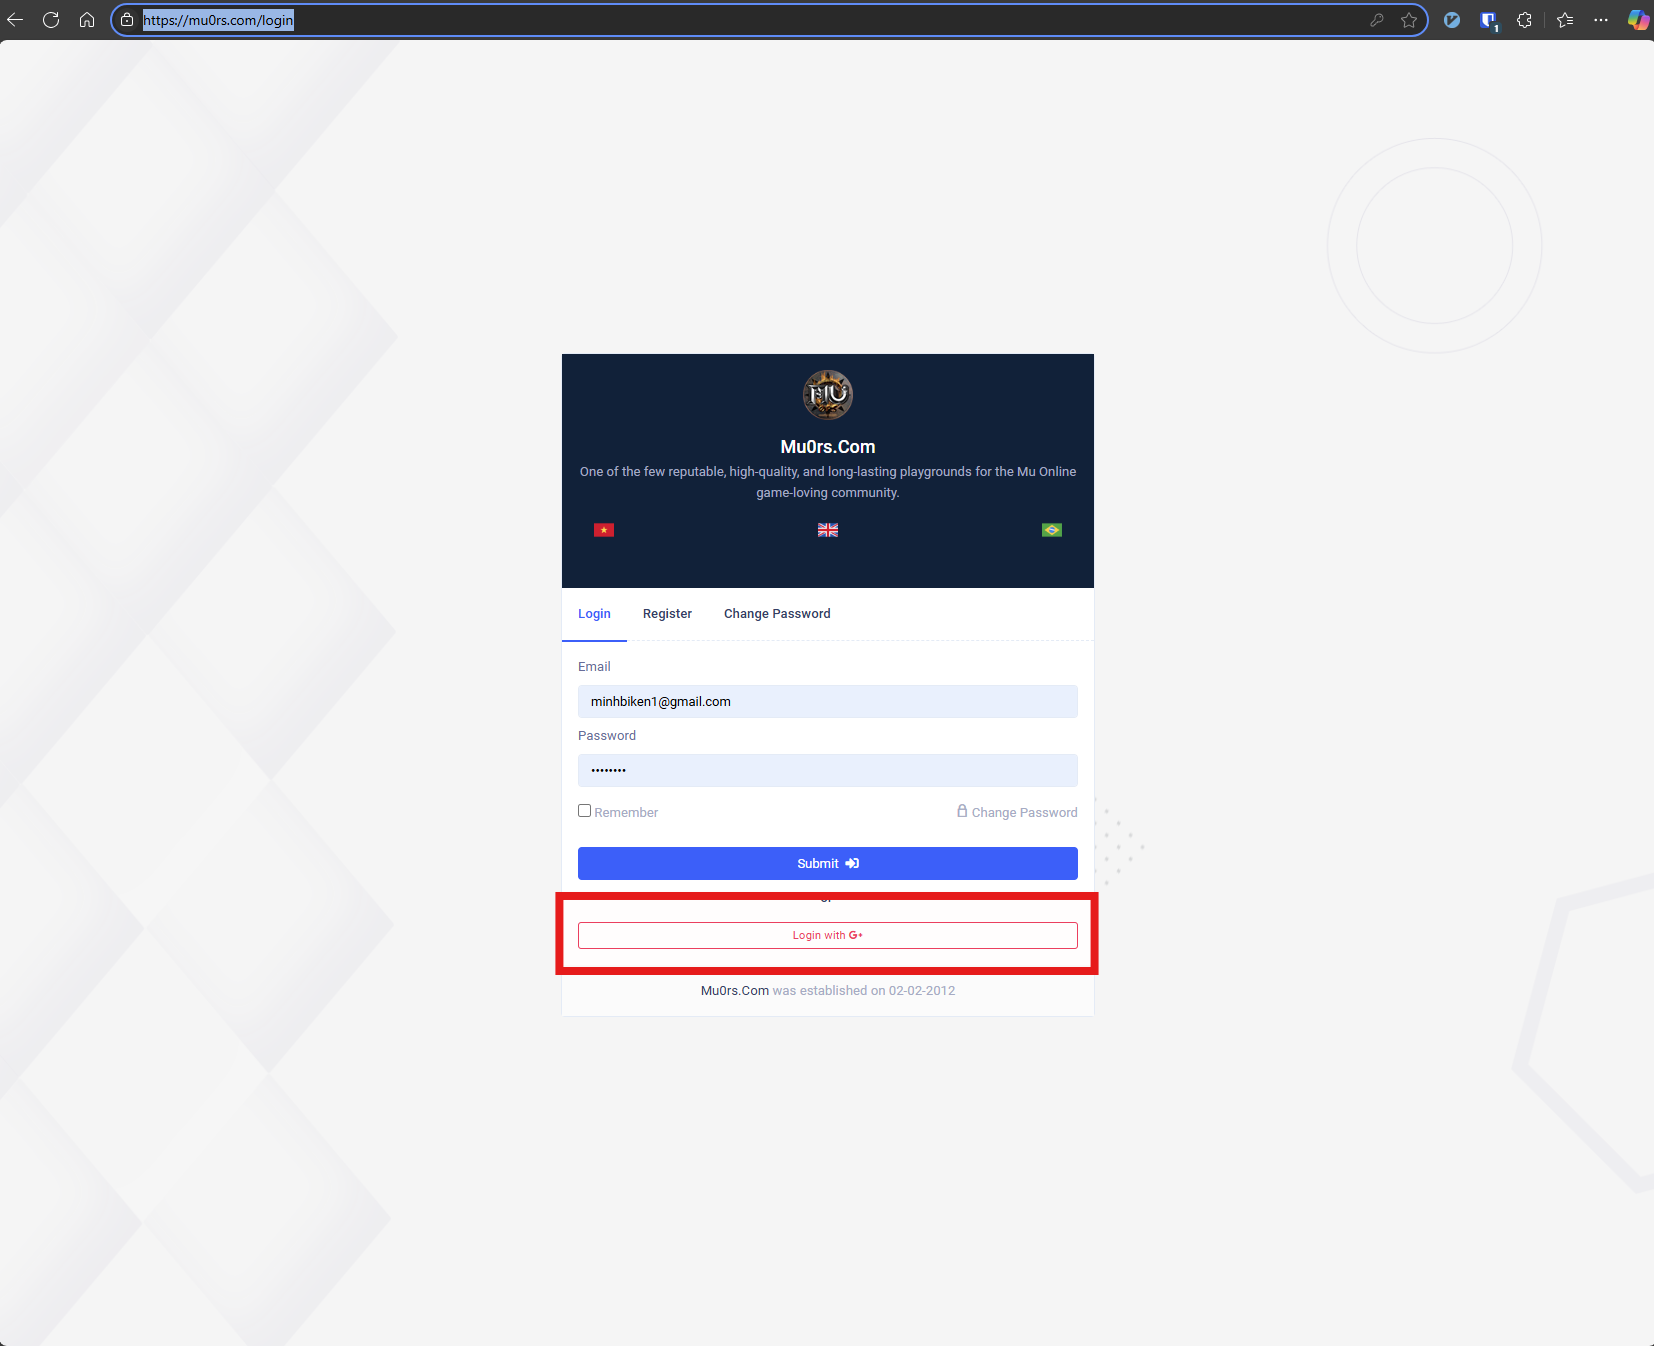 https://mu0rs.com/login
1
MU
Mu0rs.Com
One of the few reputable, high-quality, and long-lasting playgrounds for the Mu Online
game-loving community.
Login
Register
Change Password
Email
minhbiken1@gmail.com
Password
••••••••
Remember
Change Password
Submit
Login with G+
Mu0rs.Com was established on 02-02-2012